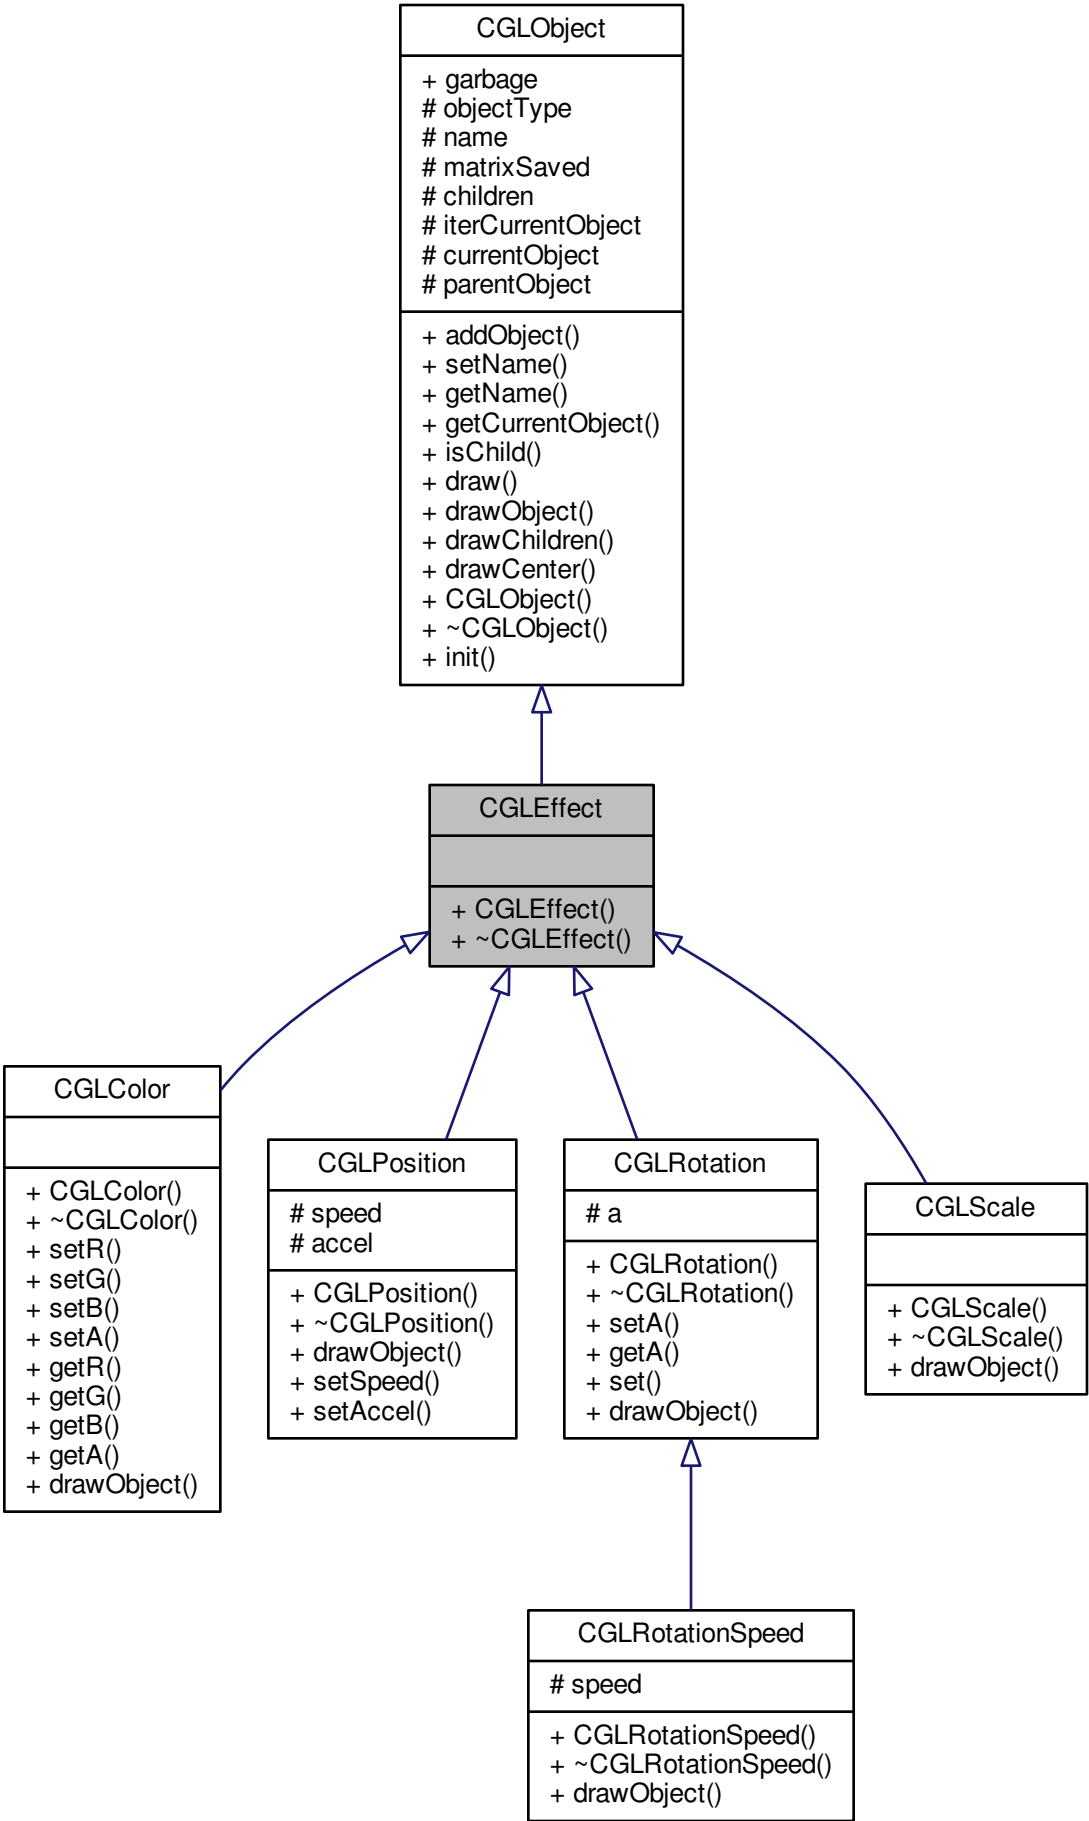 CGLObject
+ garbage
# objectType
# name
# matrixSaved
# children
# iterCurrentObject
# currentObject
# parentObject
+ addObject()
+ setName()
+ getName()
+ getCurrentObject()
+ isChild()
+ draw()
+ drawObject()
+ drawChildren()
+ drawCenter()
+ CGLObject()
+ ~CGLObject()
+ init()
CGLEffect
+ CGLEffect()
+ ~CGLEffect()
CGLColor
+ CGLColor()
+ ~CGLColor()
+ setR()
+ setG()
+ setB()
+ setA()
+ getR()
+ getG()
+ getB()
+ getA()
+ drawObject()
CGLPosition
# speed
# accel
+ CGLPosition()
+ ~CGLPosition()
+ drawObject()
+ setSpeed()
+ setAccel()
CGLRotation
# a
+ CGLRotation()
+ ~CGLRotation()
+ setA()
+ getA()
+ set()
+ drawObject()
CGLScale
+ CGLScale()
+ ~CGLScale()
+ drawObject()
CGLRotationSpeed
# speed
+ CGLRotationSpeed()
+ ~CGLRotationSpeed()
+ drawObject()